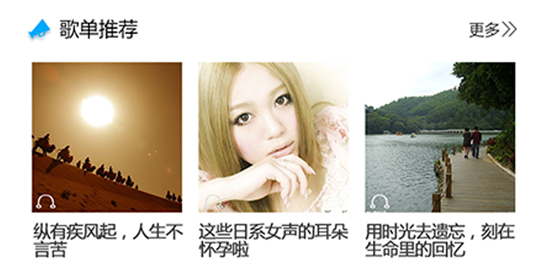 歌单推荐
更多
纵有疾风起，人生不
言苦
这些日系女声的耳朵
怀孕啦
用时光去遗忘，刻在
生命里的回忆